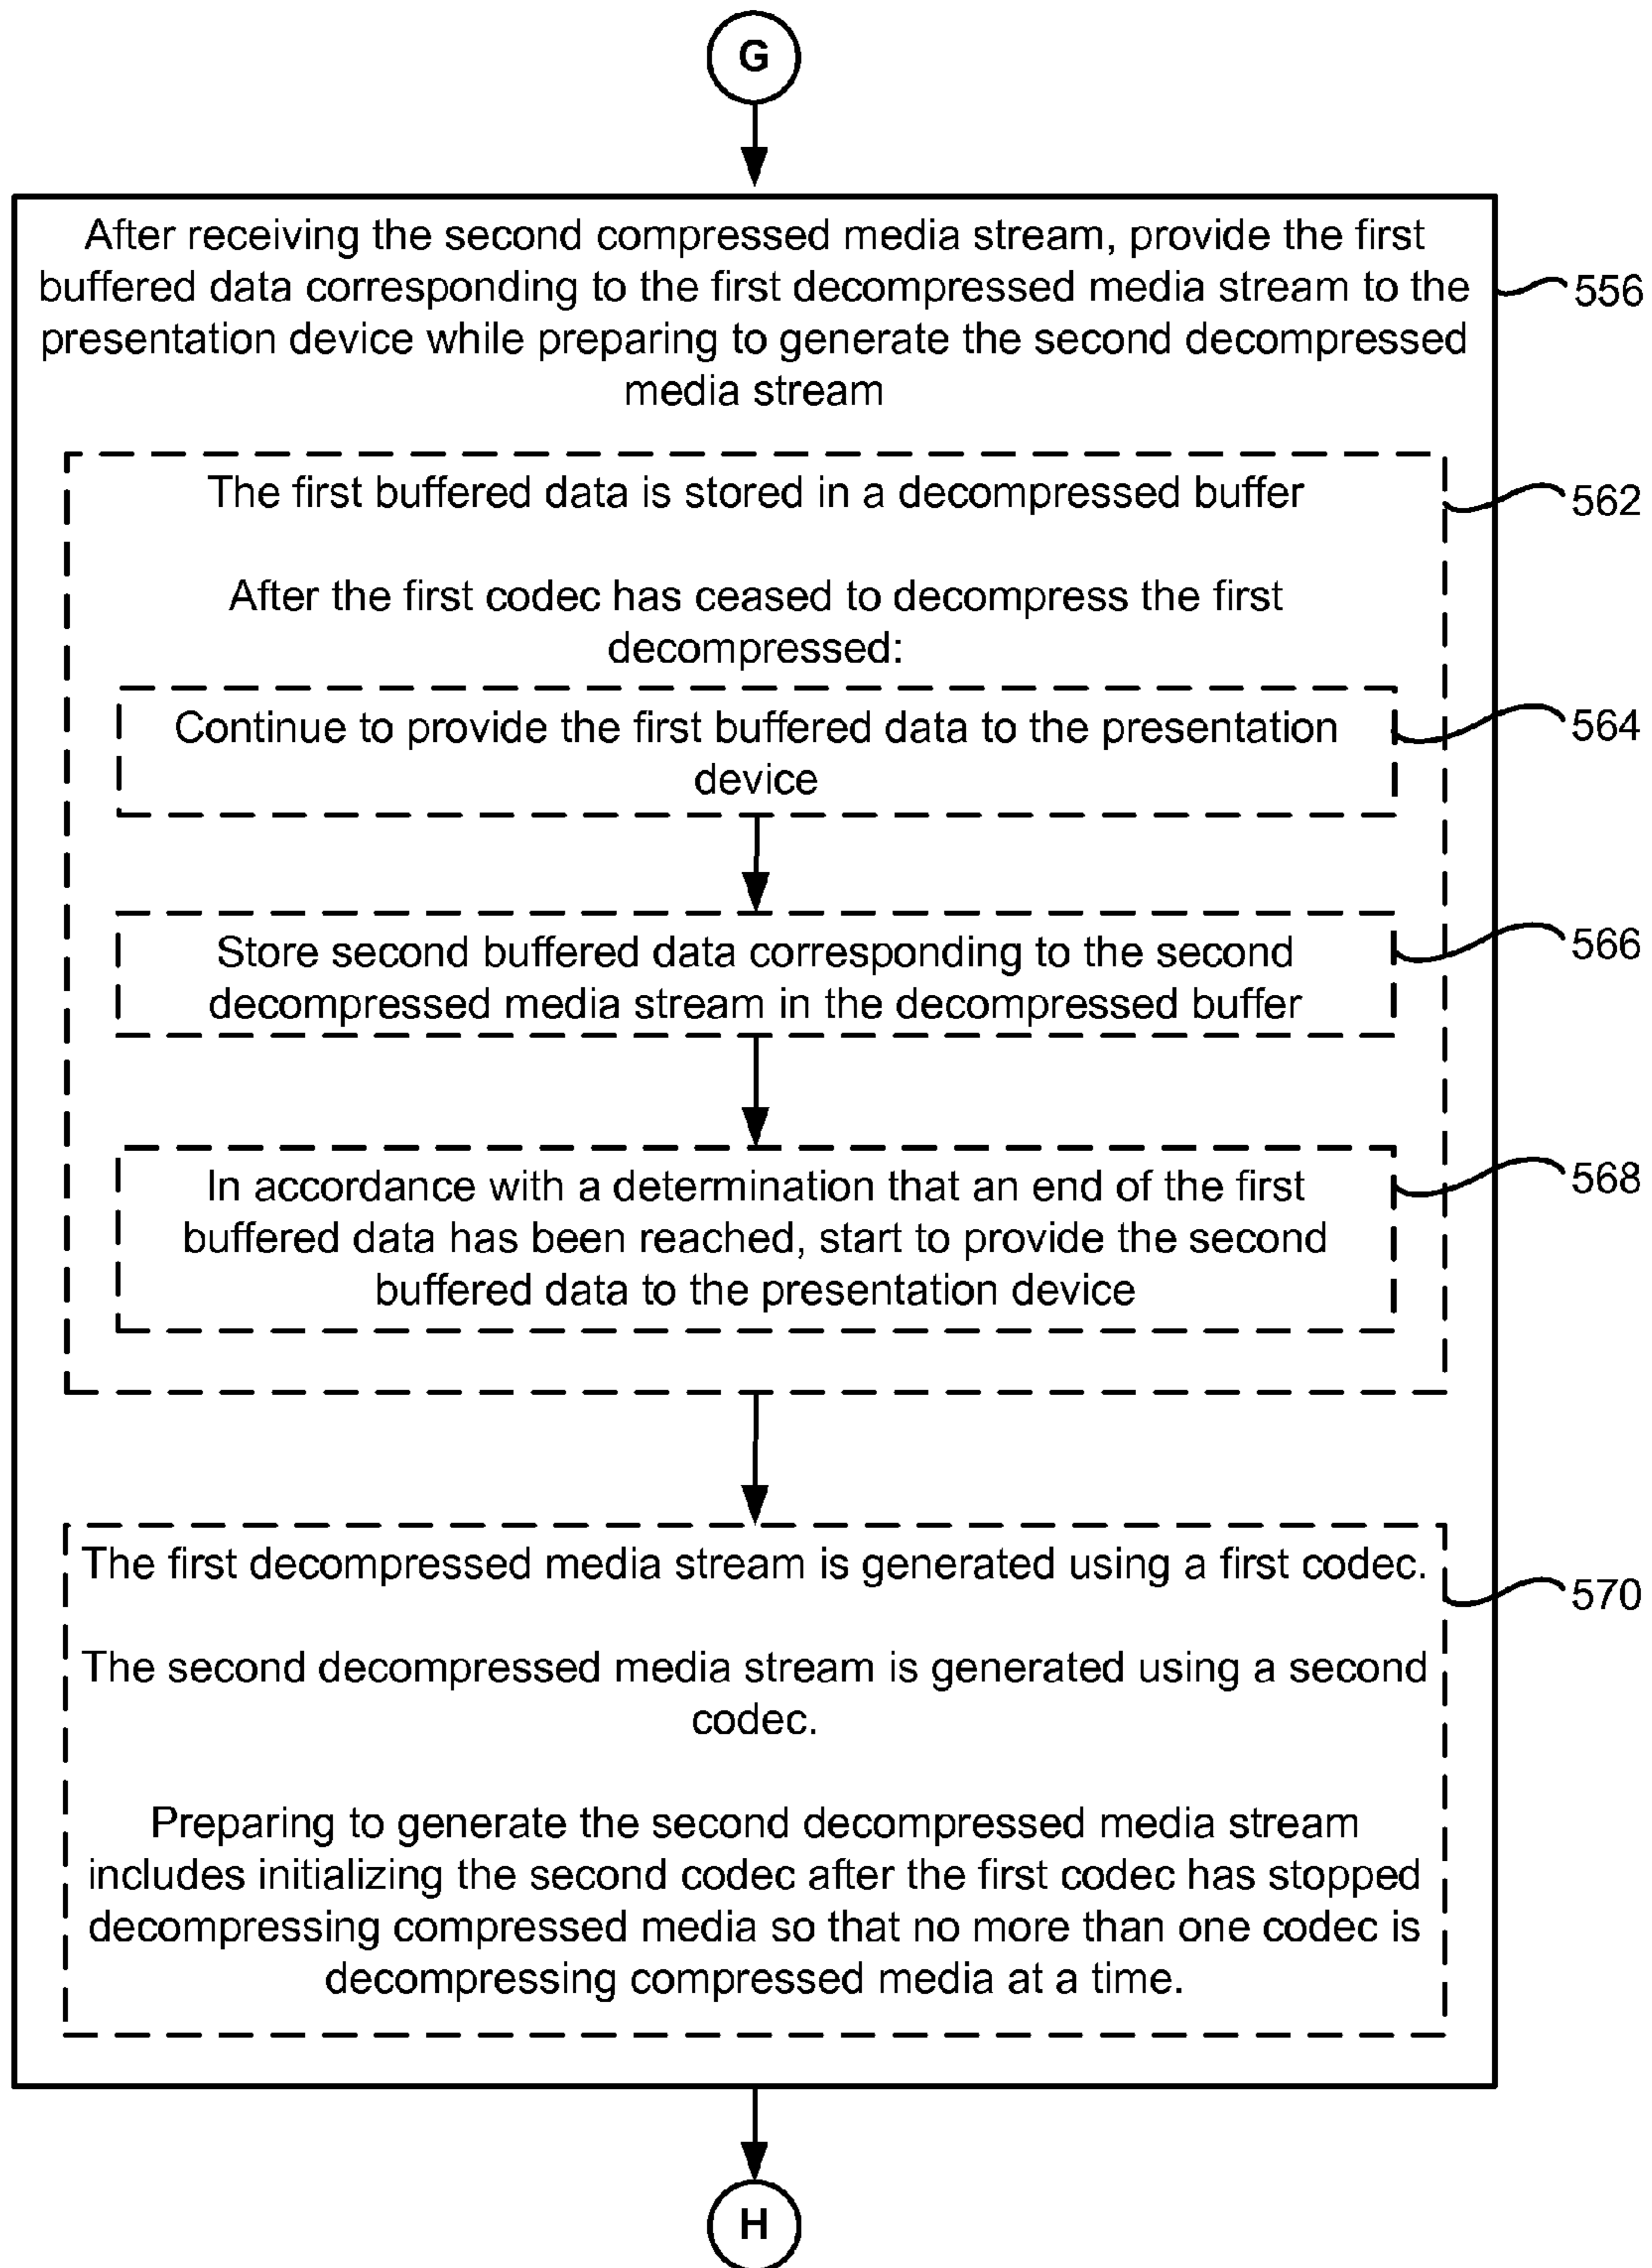 G
After receiving the second compressed media stream, provide the first
buffered data corresponding to the first decompressed media stream to the
presentation device while preparing to generate the second decompressed
media stream
556
The first buffered data is stored in a decompressed buffer
562
After the first codec has ceased to decompress the first
decompressed:
Continue to provide the first buffered data to the presentation
device
564
Store second buffered data corresponding to the second
decompressed media stream in the decompressed buffer
566
In accordance with a determination that an end of the first
buffered data has been reached, start to provide the second
buffered data to the presentation device
568
The first decompressed media stream is generated using a first codec.
570
The second decompressed media stream is generated using a second
codec.
Preparing to generate the second decompressed media stream
includes initializing the second codec after the first codec has stopped
decompressing compressed media so that no more than one codec is
decompressing compressed media at a time.
H